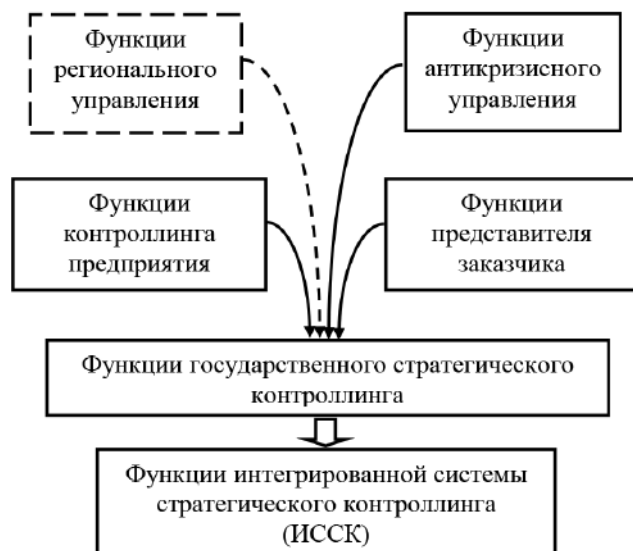 Функции
регионального
управления
Функции
антикризисного
управления
Функции
контроллинга
предприятия
Функции
представителя
заказчика
Функции государственного стратегического
контроллинга
Функции интегрированной системы
стратегического контроллинга
(ИССК)